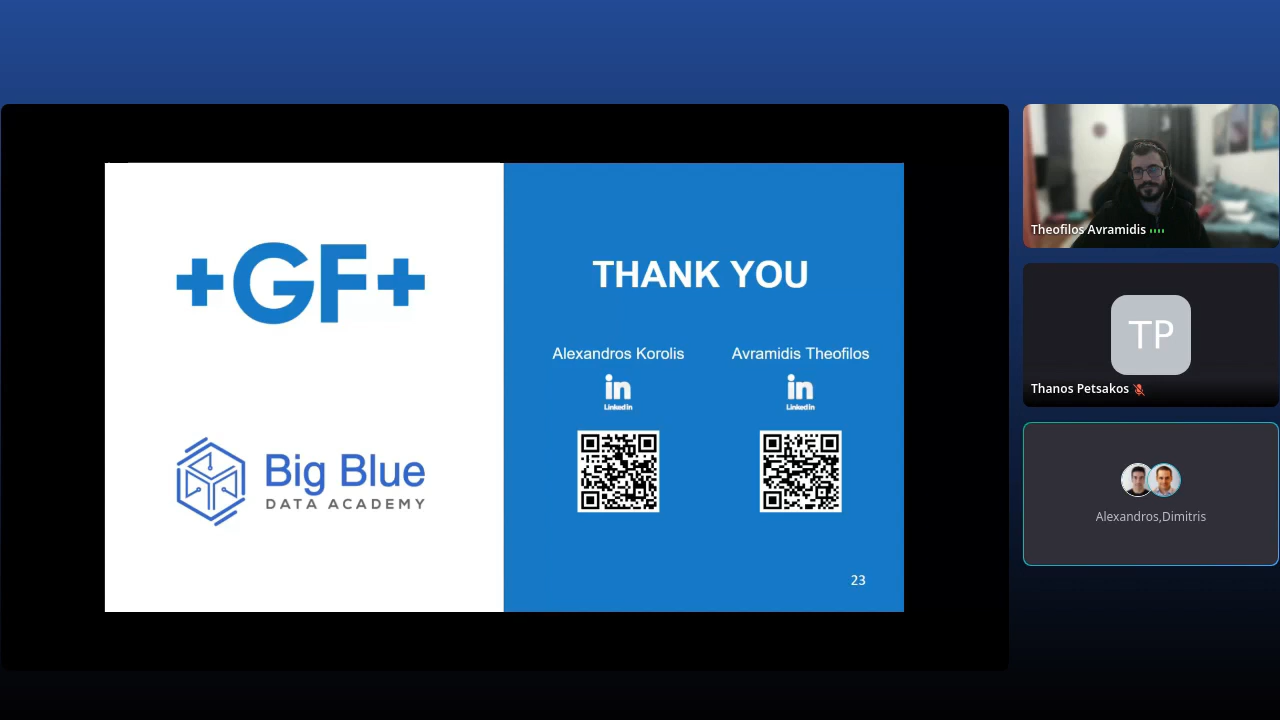 +GF+
Big Blue
DATA ACADEMY
THANK YOU
Alexandros Korolis
Avramidis Theofilos
in
LinkedIn
in
LinkedIn
23
Theofilos Avramidis
TP
Thanos Petsakos
Alexandros,Dimitris